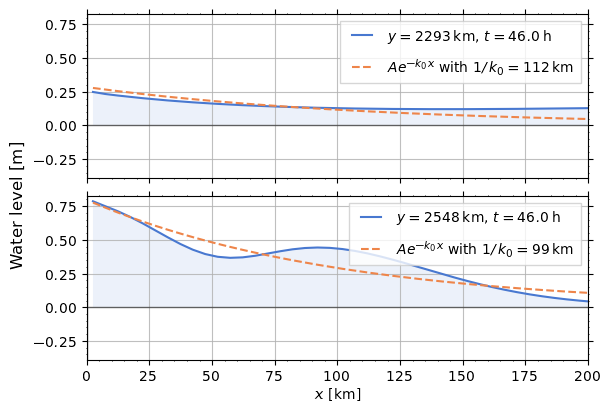 0.75
y = 2293 km, t = 46.0 h
0.50
Ae^{−k₀x} with 1/k₀ = 112 km
0.25
0.00
−0.25
Water level [m]
0.75
y = 2548 km, t = 46.0 h
0.50
Ae^{−k₀x} with 1/k₀ = 99 km
0.25
0.00
−0.25
0 25 50 75 100 125 150 175 200
x [km]